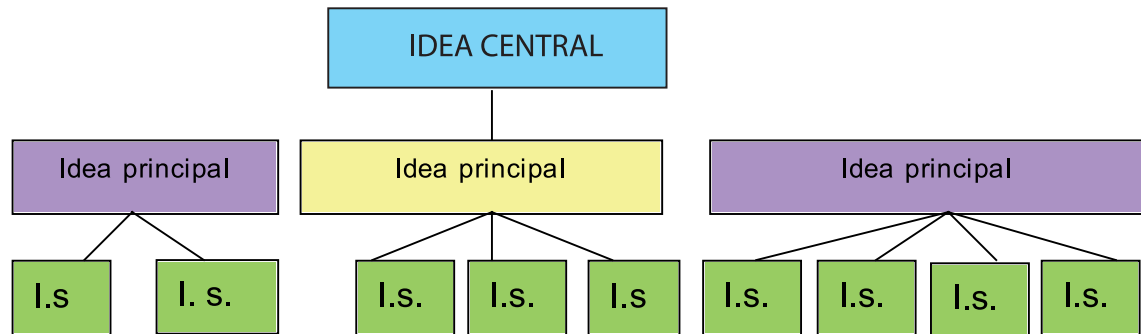 IDEA CENTRAL
Idea principal
Idea principal
Idea principal
I.s
I. s.
I.s.
I.s.
I.s
I.s.
I.s.
I.s.
I.s.